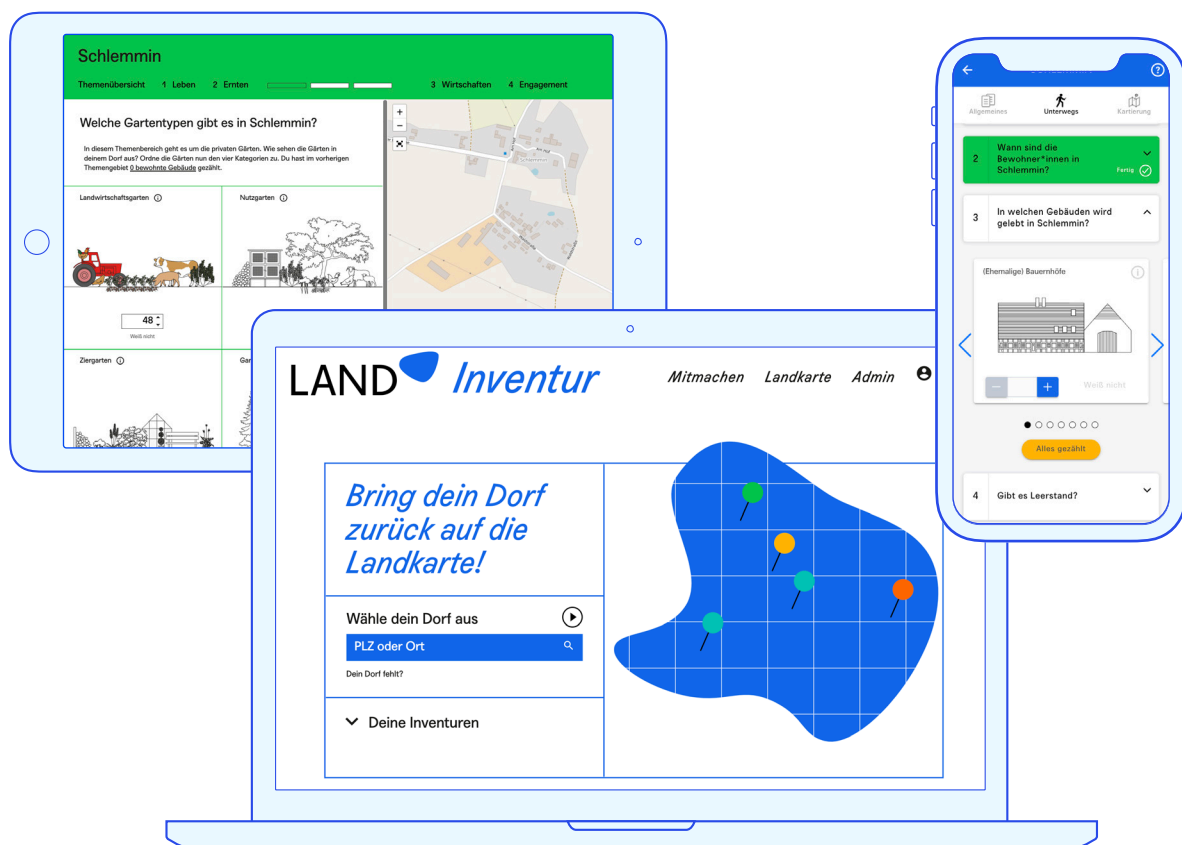 Schlemmin
Themenübersicht 1 Leben 2 Ernten 3 Wirtschaften 4 Engagement
Welche Gartentypen gibt es in Schlemmin?
In diesem Themenbereich geht es um die privaten Gärten. Wie sehen die Gärten in
deinem Dorf aus? Ordne die Gärten nun den vier Kategorien zu. Du hast im vorherigen
Themengebiet 0 bewohnte Gebäude gezählt.
Landwirtschaftsgarten
Nutzgarten
48
Weiß nicht
Ziergarten
+
−
LAND Inventur
Mitmachen Landkarte Admin
Bring dein Dorf
zurück auf die
Landkarte!
Wähle dein Dorf aus
PLZ oder Ort
Dein Dorf fehlt?
Deine Inventuren
Allgemeines Unterwegs Kartierung
2 Wann sind die
Bewohner*innen in
Schlemmin?
Fertig
3 In welchen Gebäuden wird
gelebt in Schlemmin?
(Ehemalige) Bauernhöfe
− +
Weiß nicht
Alles gezählt
4 Gibt es Leerstand?